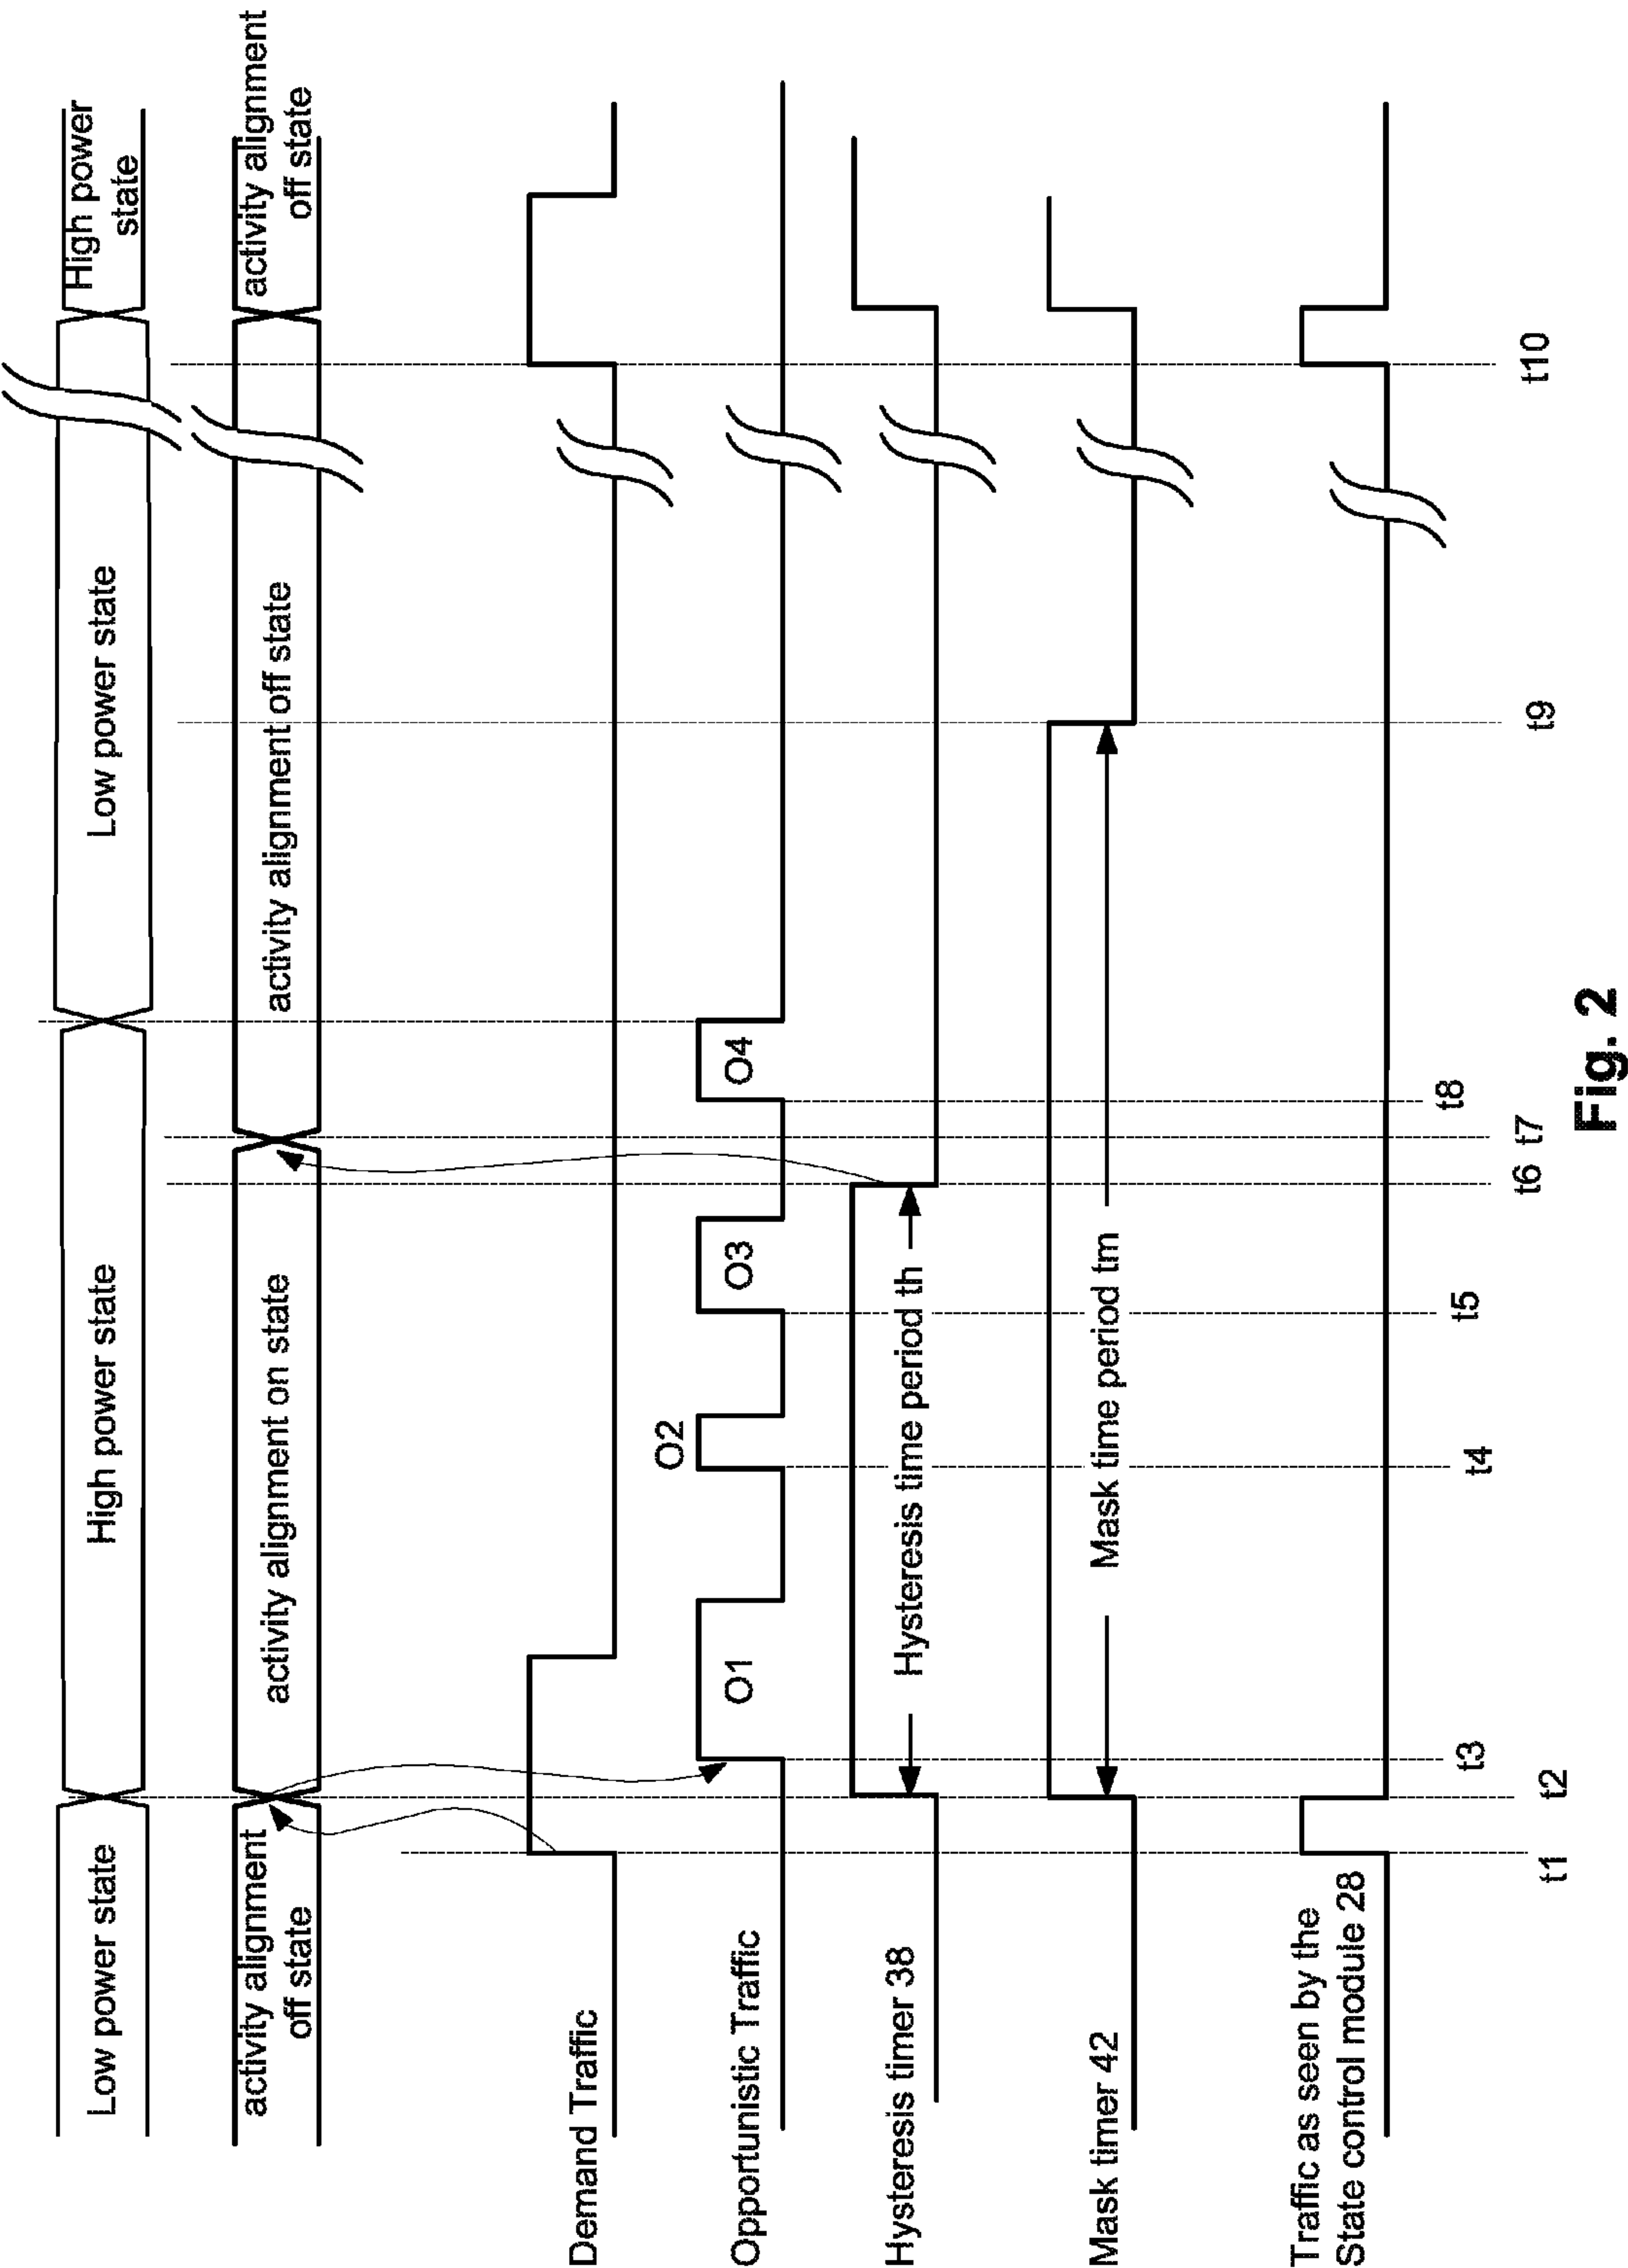 Low power state
High power state
Low power state
High power
state
activity alignment
off state
activity alignment on state
activity alignment off state
activity alignment
off state
Demand Traffic
Opportunistic Traffic
O1
O2
O3
O4
Hysteresis timer 38
Hysteresis time period th
Mask timer 42
Mask time period tm
Traffic as seen by the
State control module 28
t1
t2
t3
t4
t5
t6
t7
t8
t9
t10
Fig. 2